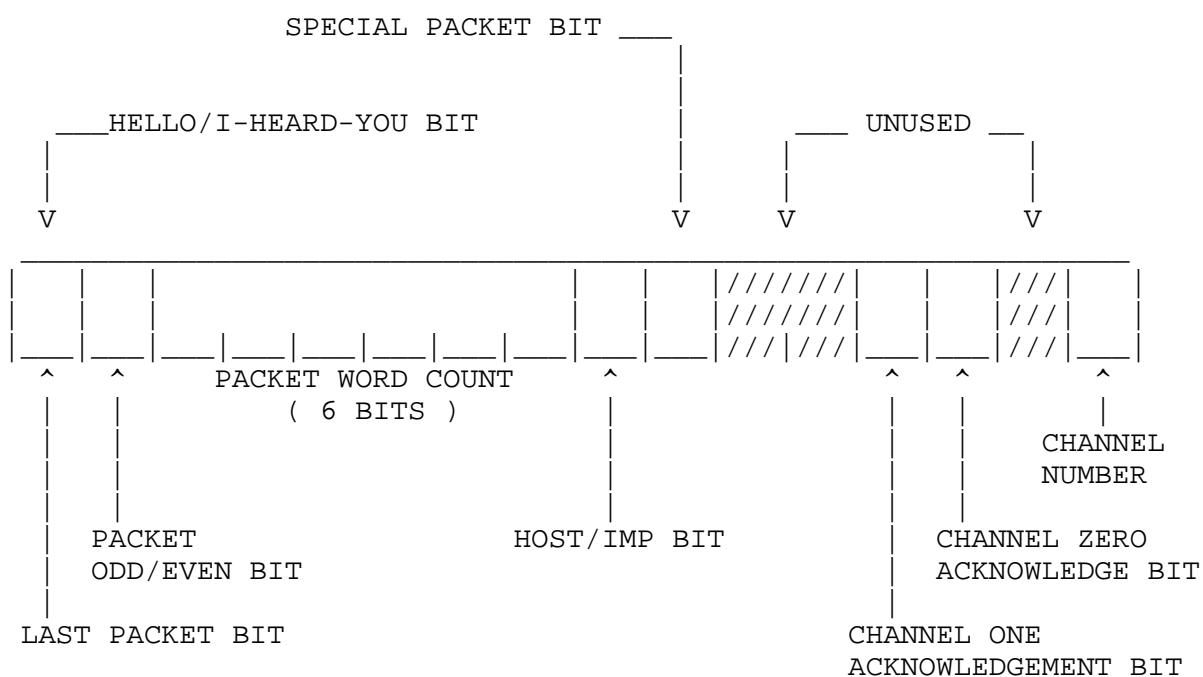 SPECIAL PACKET BIT
HELLO/I-HEARD-YOU BIT
UNUSED
V V V V
PACKET WORD COUNT
( 6 BITS )
CHANNEL
NUMBER
PACKET
ODD/EVEN BIT
HOST/IMP BIT
CHANNEL ZERO
ACKNOWLEDGE BIT
LAST PACKET BIT
CHANNEL ONE
ACKNOWLEDGEMENT BIT